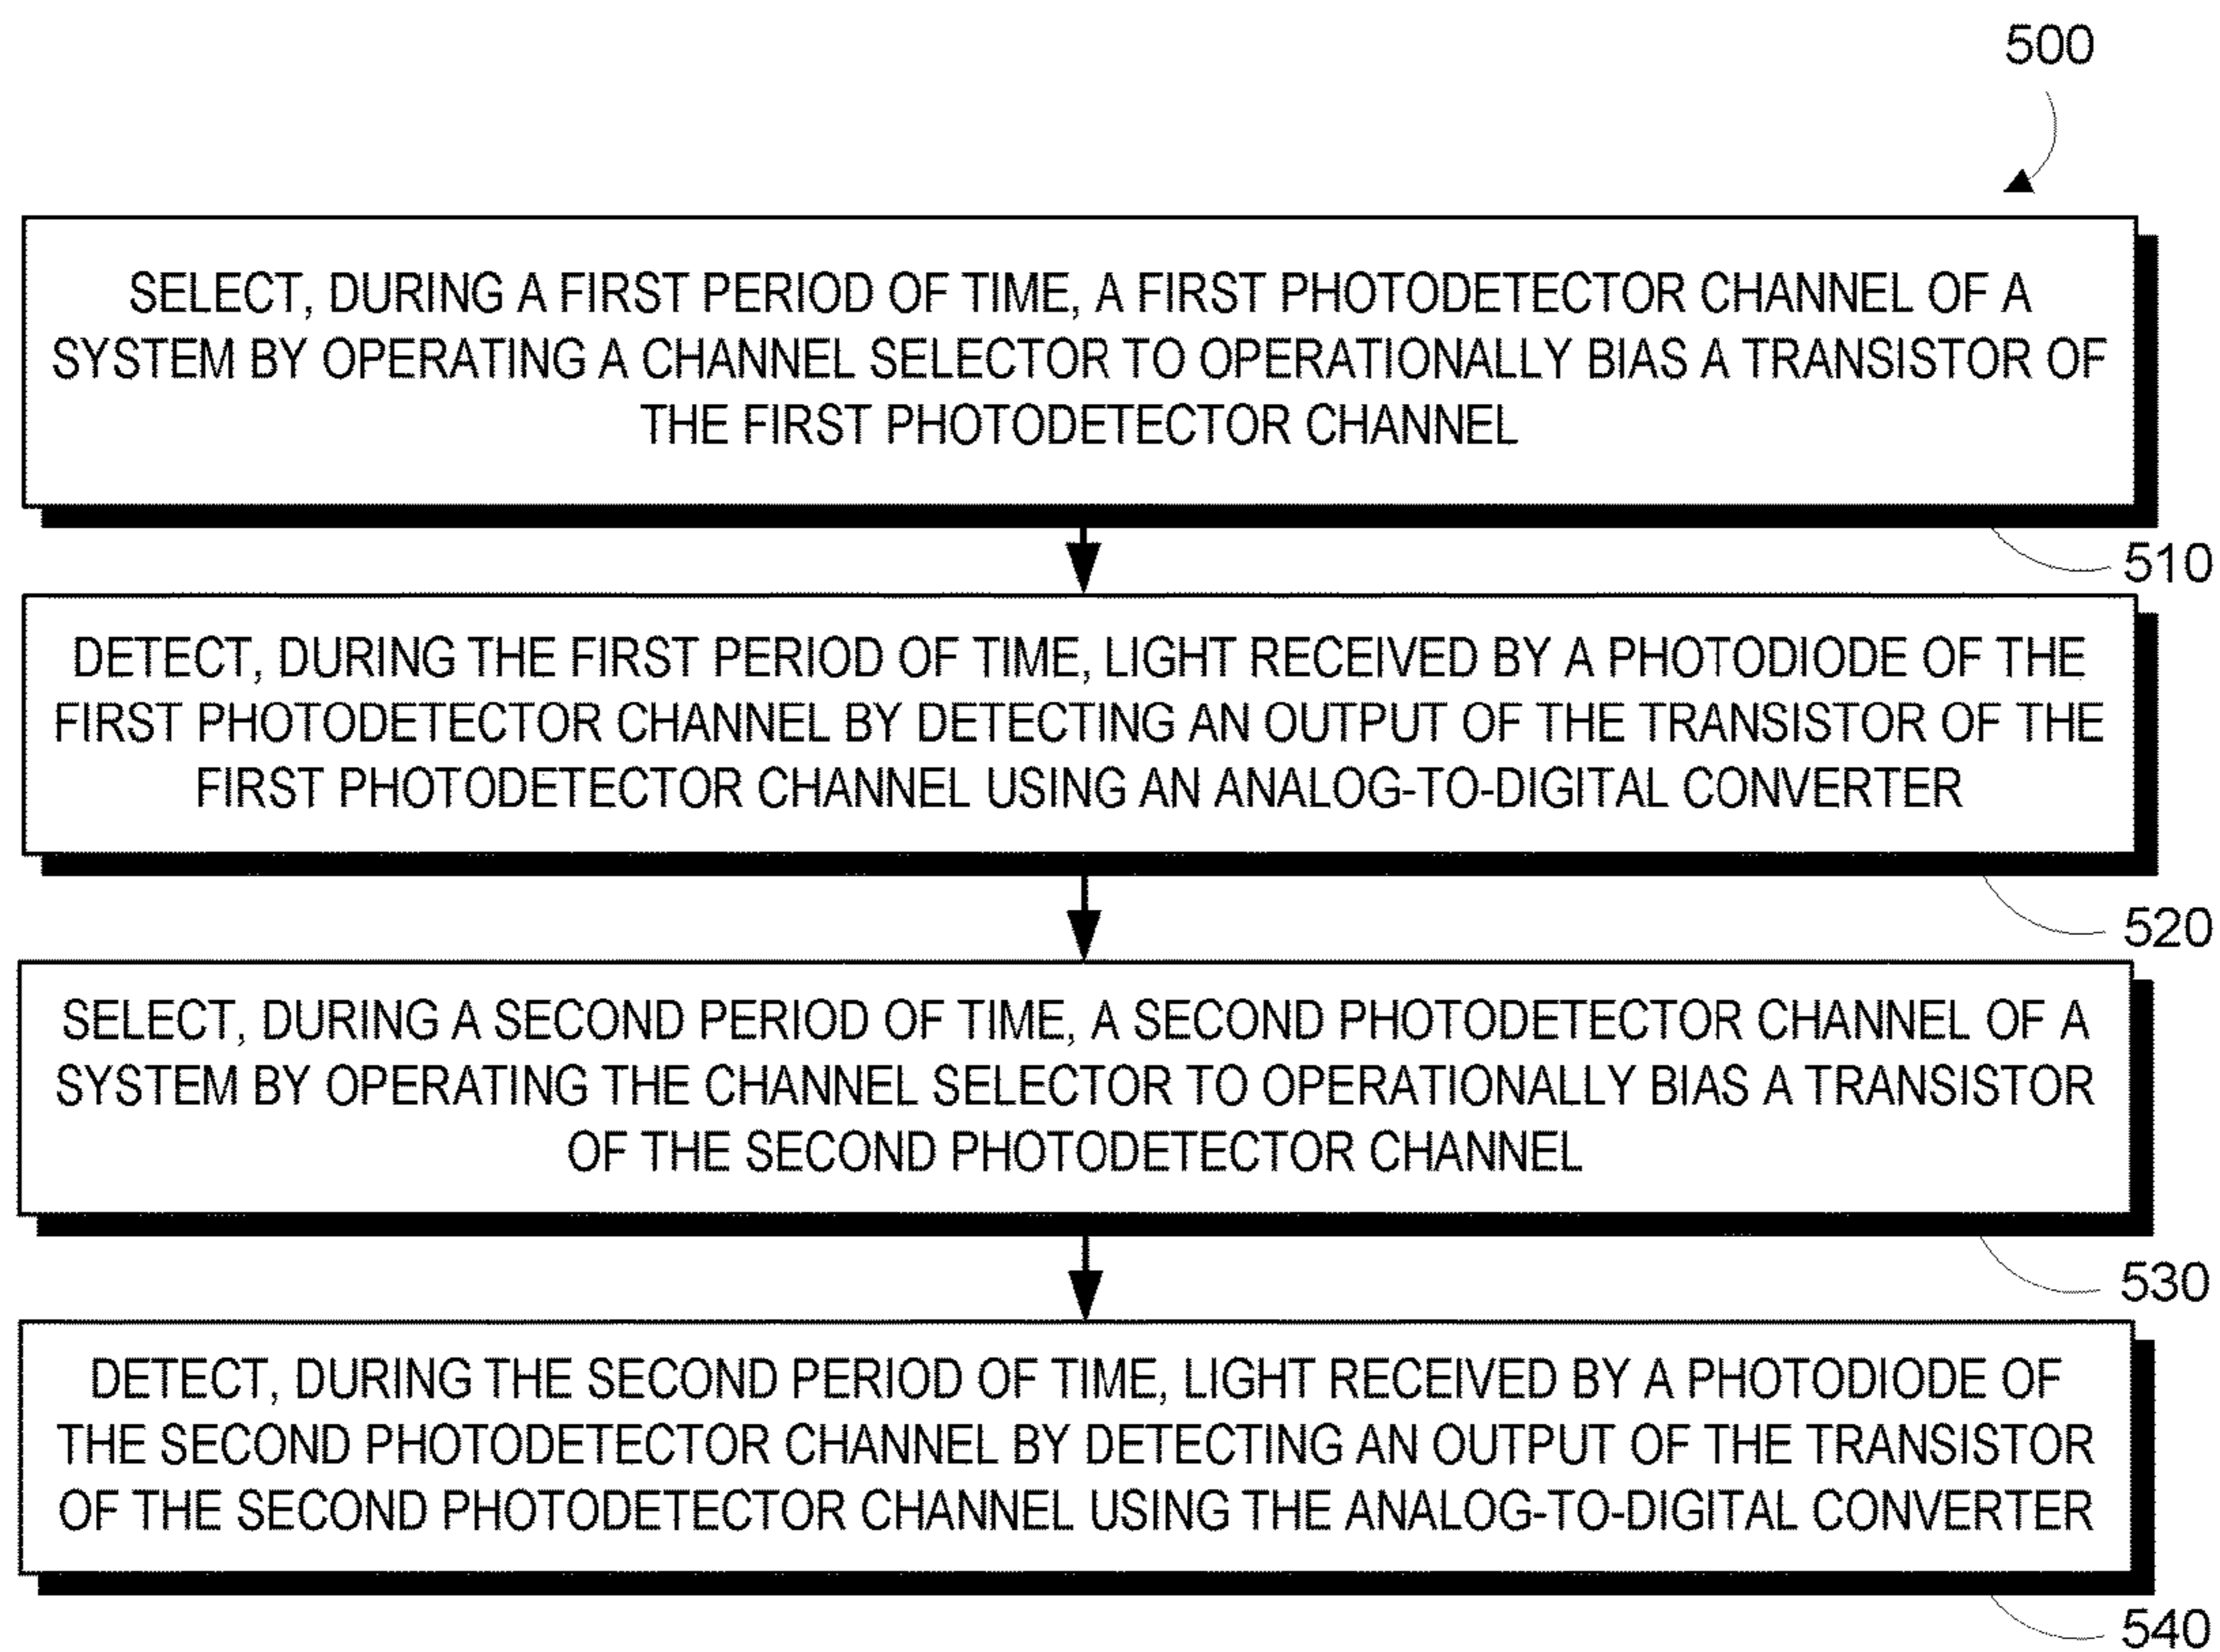 500
SELECT, DURING A FIRST PERIOD OF TIME, A FIRST PHOTODETECTOR CHANNEL OF A
SYSTEM BY OPERATING A CHANNEL SELECTOR TO OPERATIONALLY BIAS A TRANSISTOR OF
THE FIRST PHOTODETECTOR CHANNEL
510
DETECT, DURING THE FIRST PERIOD OF TIME, LIGHT RECEIVED BY A PHOTODIODE OF THE
FIRST PHOTODETECTOR CHANNEL BY DETECTING AN OUTPUT OF THE TRANSISTOR OF THE
FIRST PHOTODETECTOR CHANNEL USING AN ANALOG-TO-DIGITAL CONVERTER
520
SELECT, DURING A SECOND PERIOD OF TIME, A SECOND PHOTODETECTOR CHANNEL OF A
SYSTEM BY OPERATING THE CHANNEL SELECTOR TO OPERATIONALLY BIAS A TRANSISTOR
OF THE SECOND PHOTODETECTOR CHANNEL
530
DETECT, DURING THE SECOND PERIOD OF TIME, LIGHT RECEIVED BY A PHOTODIODE OF
THE SECOND PHOTODETECTOR CHANNEL BY DETECTING AN OUTPUT OF THE TRANSISTOR
OF THE SECOND PHOTODETECTOR CHANNEL USING THE ANALOG-TO-DIGITAL CONVERTER
540